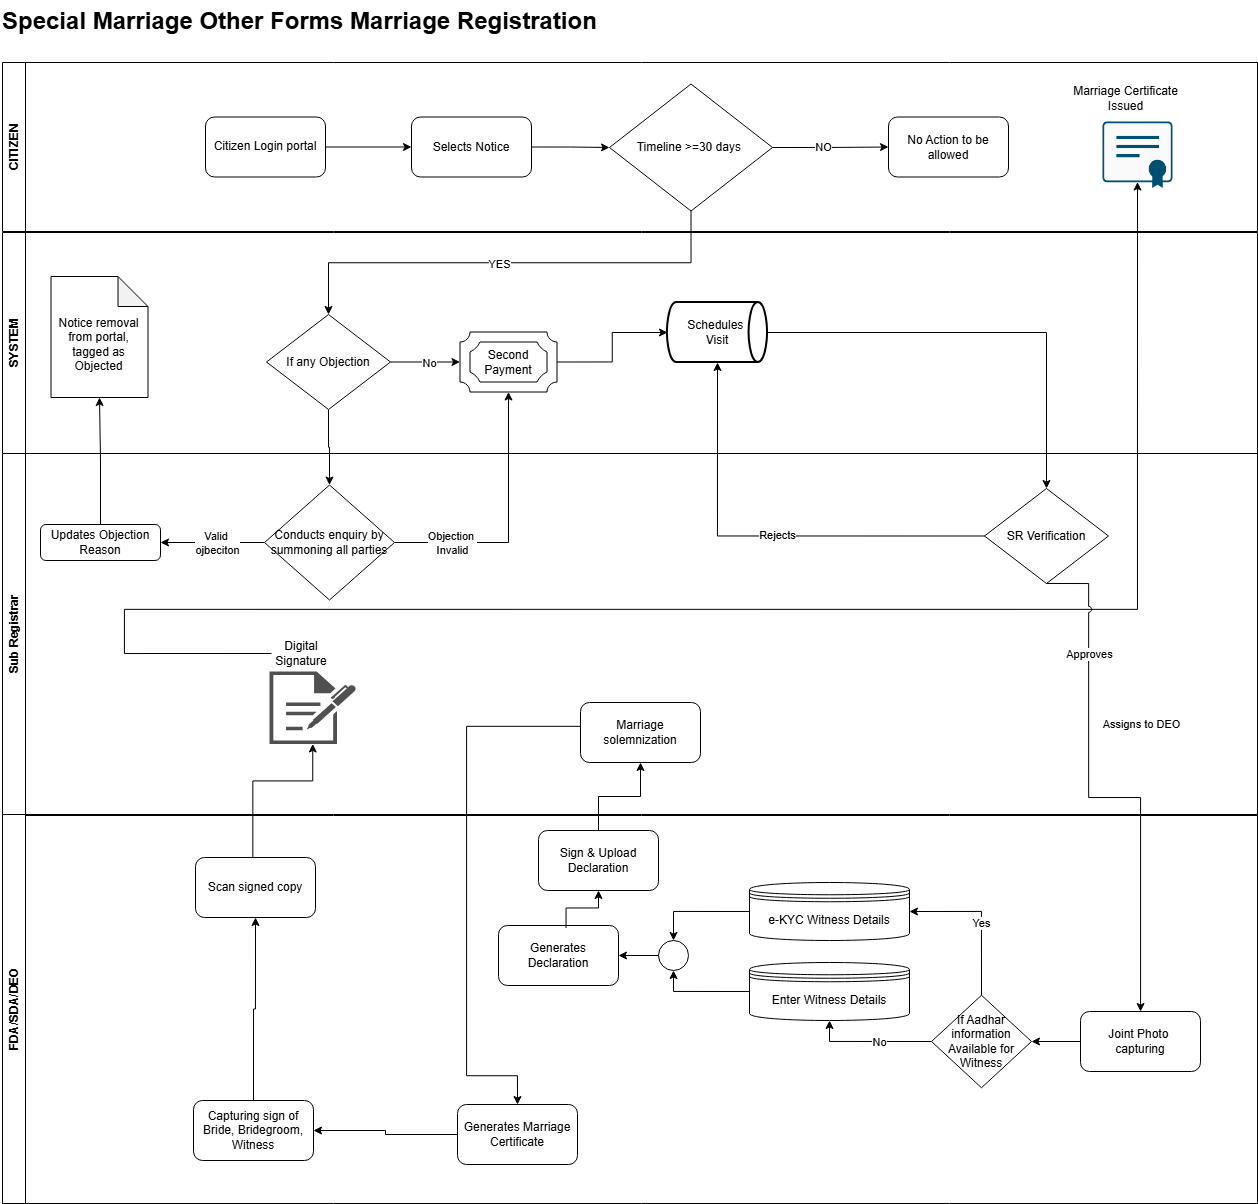 Special Marriage Other Forms Marriage Registration
CITIZEN
Citizen Login portal
Selects Notice
Timeline >=30 days
NO
No Action to be
allowed
Marriage Certificate
Issued
SYSTEM
YES
Notice removal
from portal,
tagged as
Objected
If any Objection
No
Second
Payment
Schedules
Visit
Sub Registrar
Updates Objection
Reason
Valid
ojbeciton
Conducts enquiry by
summoning all parties
Objection
Invalid
Rejects
SR Verification
Digital
Signature
Approves
Marriage
solemnization
Assigns to DEO
FDA/SDA/DEO
Scan signed copy
Sign & Upload
Declaration
Generates
Declaration
e-KYC Witness Details
Yes
Enter Witness Details
No
If Aadhar
information
Available for
Witness
Joint Photo
capturing
Capturing sign of
Bride, Bridegroom,
Witness
Generates Marriage
Certificate